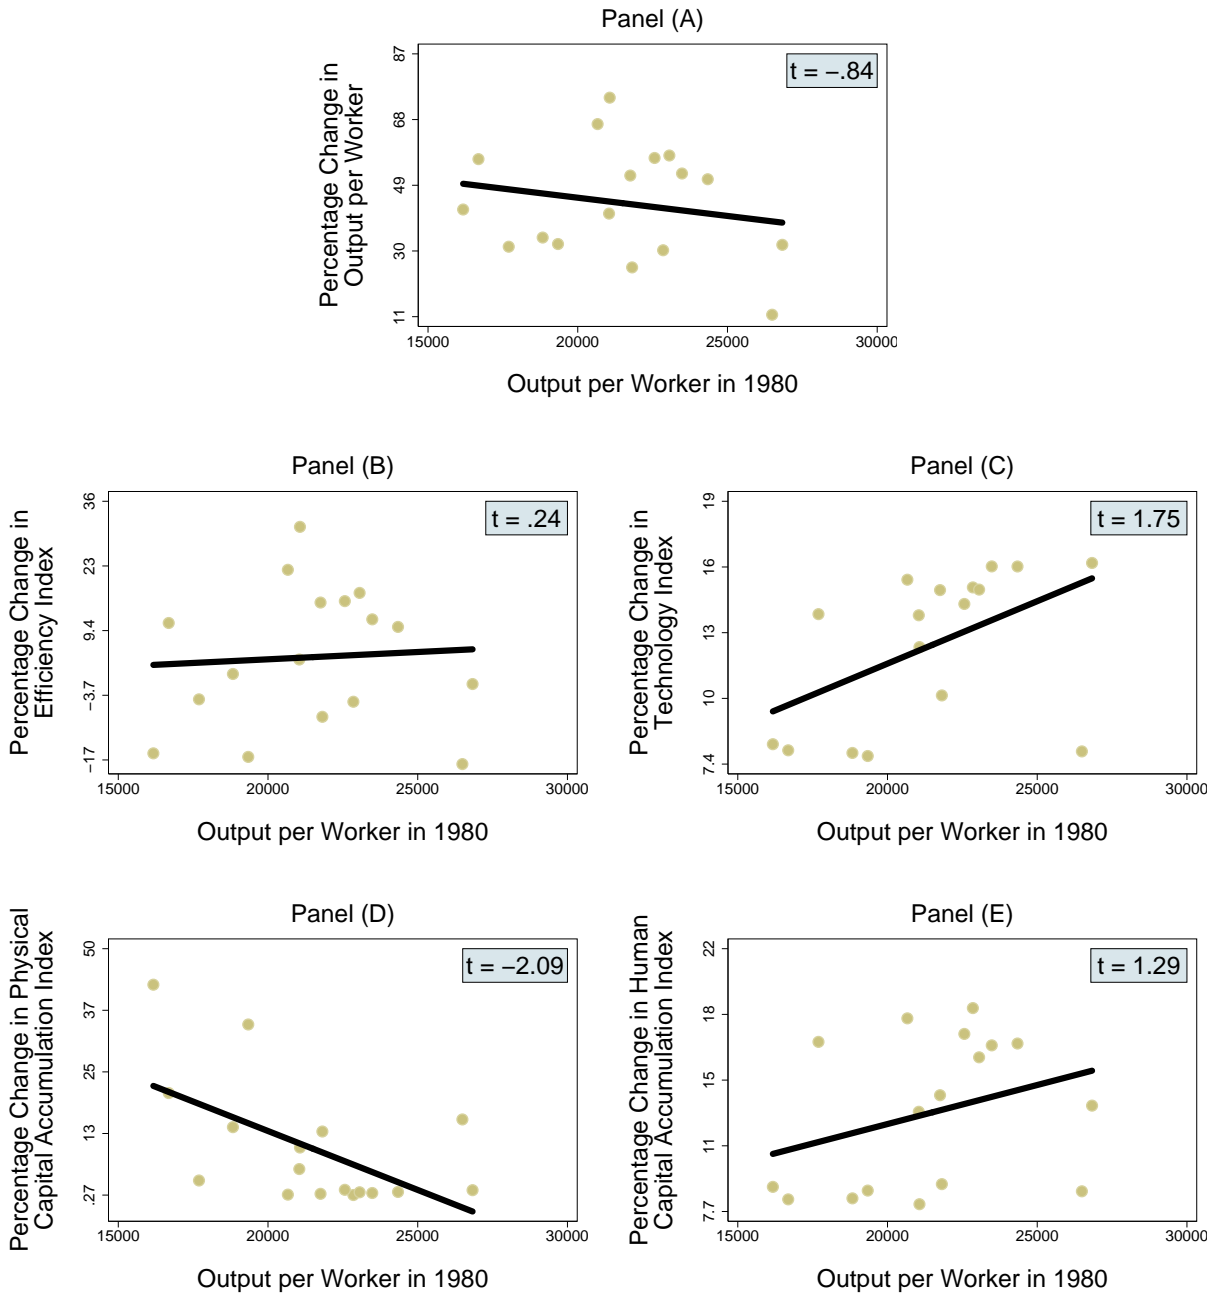 Panel (A)
Percentage Change in
Output per Worker
87
68
49
30
11
t = −.84
15000 20000 25000 30000
Output per Worker in 1980
Panel (B)
Percentage Change in
Efficiency Index
36
23
9.4
−3.7
−17
t = .24
15000 20000 25000 30000
Output per Worker in 1980
Panel (C)
Percentage Change in
Technology Index
19
16
13
10
7.4
t = 1.75
15000 20000 25000 30000
Output per Worker in 1980
Panel (D)
Percentage Change in Physical
Capital Accumulation Index
50
37
25
13
.27
t = −2.09
15000 20000 25000 30000
Output per Worker in 1980
Panel (E)
Percentage Change in Human
Capital Accumulation Index
22
18
15
11
7.7
t = 1.29
15000 20000 25000 30000
Output per Worker in 1980